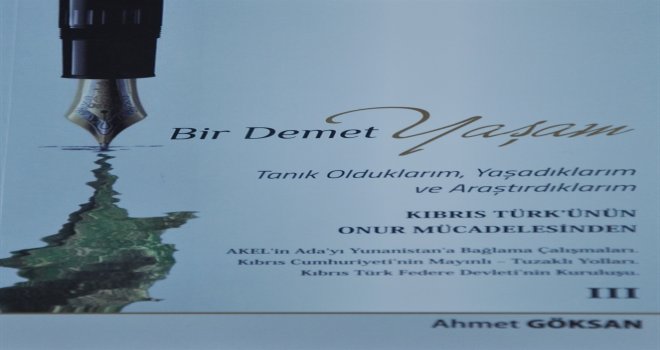 Bir Demet Yaşam
Tanık Olduklarım, Yaşadıklarım
ve Araştırdıklarım
KIBRIS TÜRK'ÜNÜN
ONUR MÜCADELESİNDEN
AKEL'in Ada'yı Yunanistan'a Bağlama Çalışmaları.
Kıbrıs Cumhuriyeti'nin Mayınlı - Tuzaklı Yolları.
Kıbrıs Türk Federe Devleti'nin Kuruluşu.
III
Ahmet GÖKSAN